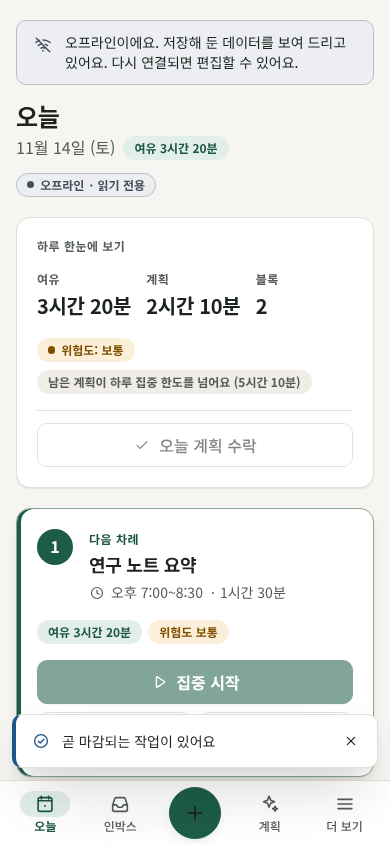 오프라인이에요. 저장해 둔 데이터를 보여 드리고
있어요. 다시 연결되면 편집할 수 있어요.
오늘
11월 14일 (토) 여유 3시간 20분
오프라인 · 읽기 전용
하루 한눈에 보기
여유 계획 블록
3시간 20분 2시간 10분 2
위험도: 보통
남은 계획이 하루 집중 한도를 넘어요 (5시간 10분)
오늘 계획 수락
1 다음 차례
연구 노트 요약
오후 7:00~8:30 · 1시간 30분
여유 3시간 20분 위험도 보통
집중 시작
곧 마감되는 작업이 있어요
오늘 인박스 계획 더 보기